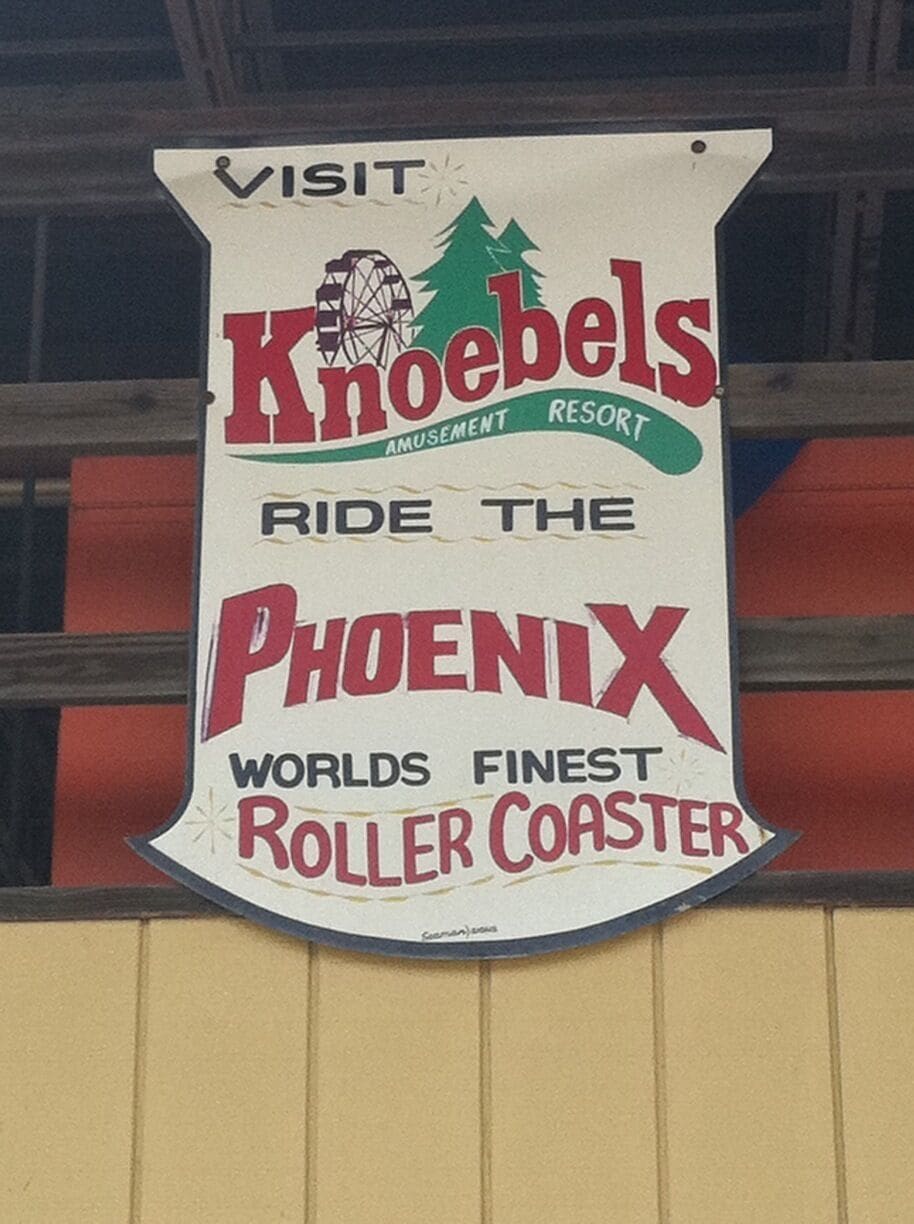 VISIT
Knoebels
AMUSEMENT RESORT
RIDE THE
PHOENIX
WORLDS FINEST
ROLLER COASTER